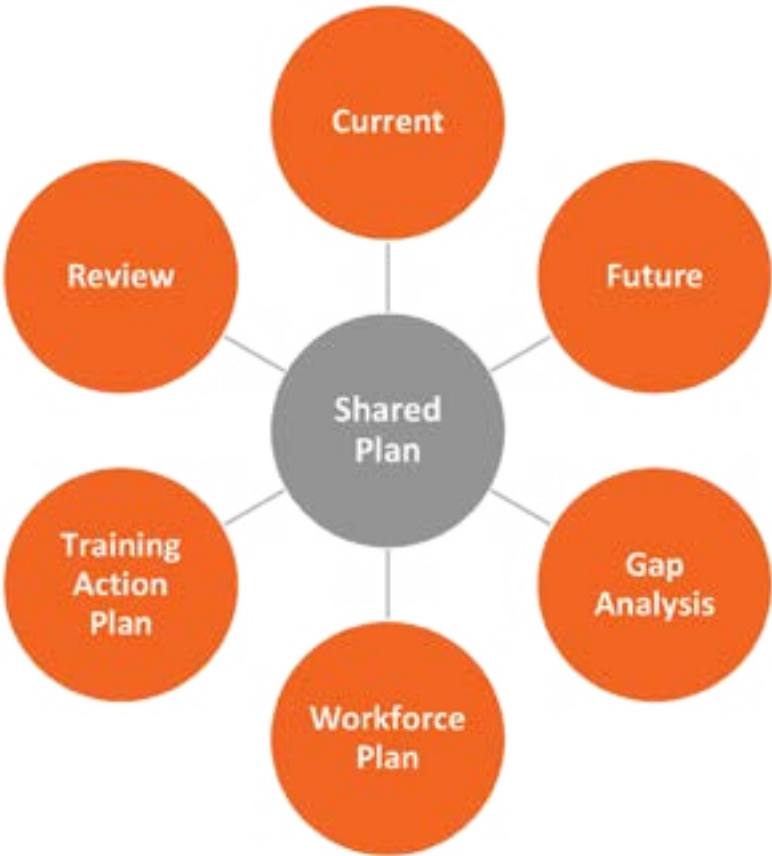 Current
Future
Gap
Analysis
Workforce
Plan
Training
Action
Plan
Review
Shared
Plan